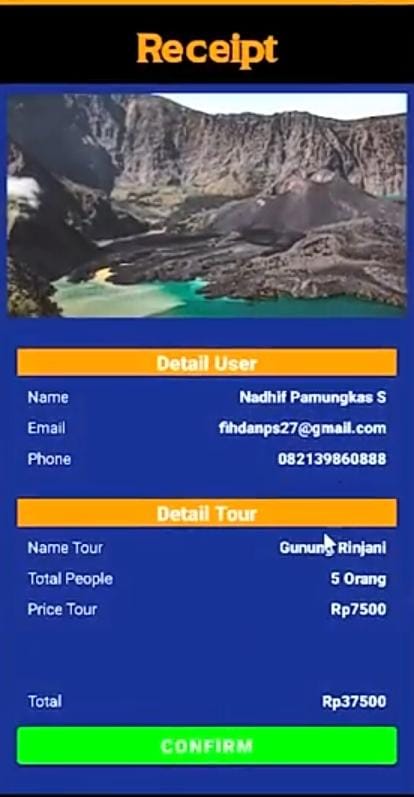 Receipt
Detail User
Name Nadhif Pamungkas S
Email fihdanps27@gmail.com
Phone 082139860888
Detail Tour
Name Tour Gunung Rinjani
Total People 5 Orang
Price Tour Rp7500
Total Rp37500
CONFIRM